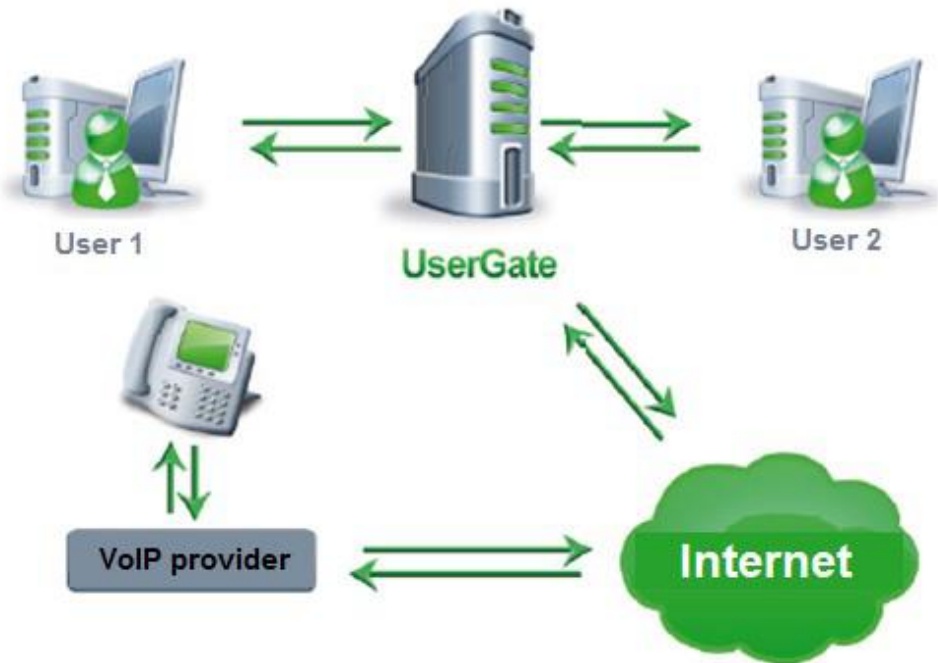 User 1
UserGate
User 2
VoIP provider
Internet